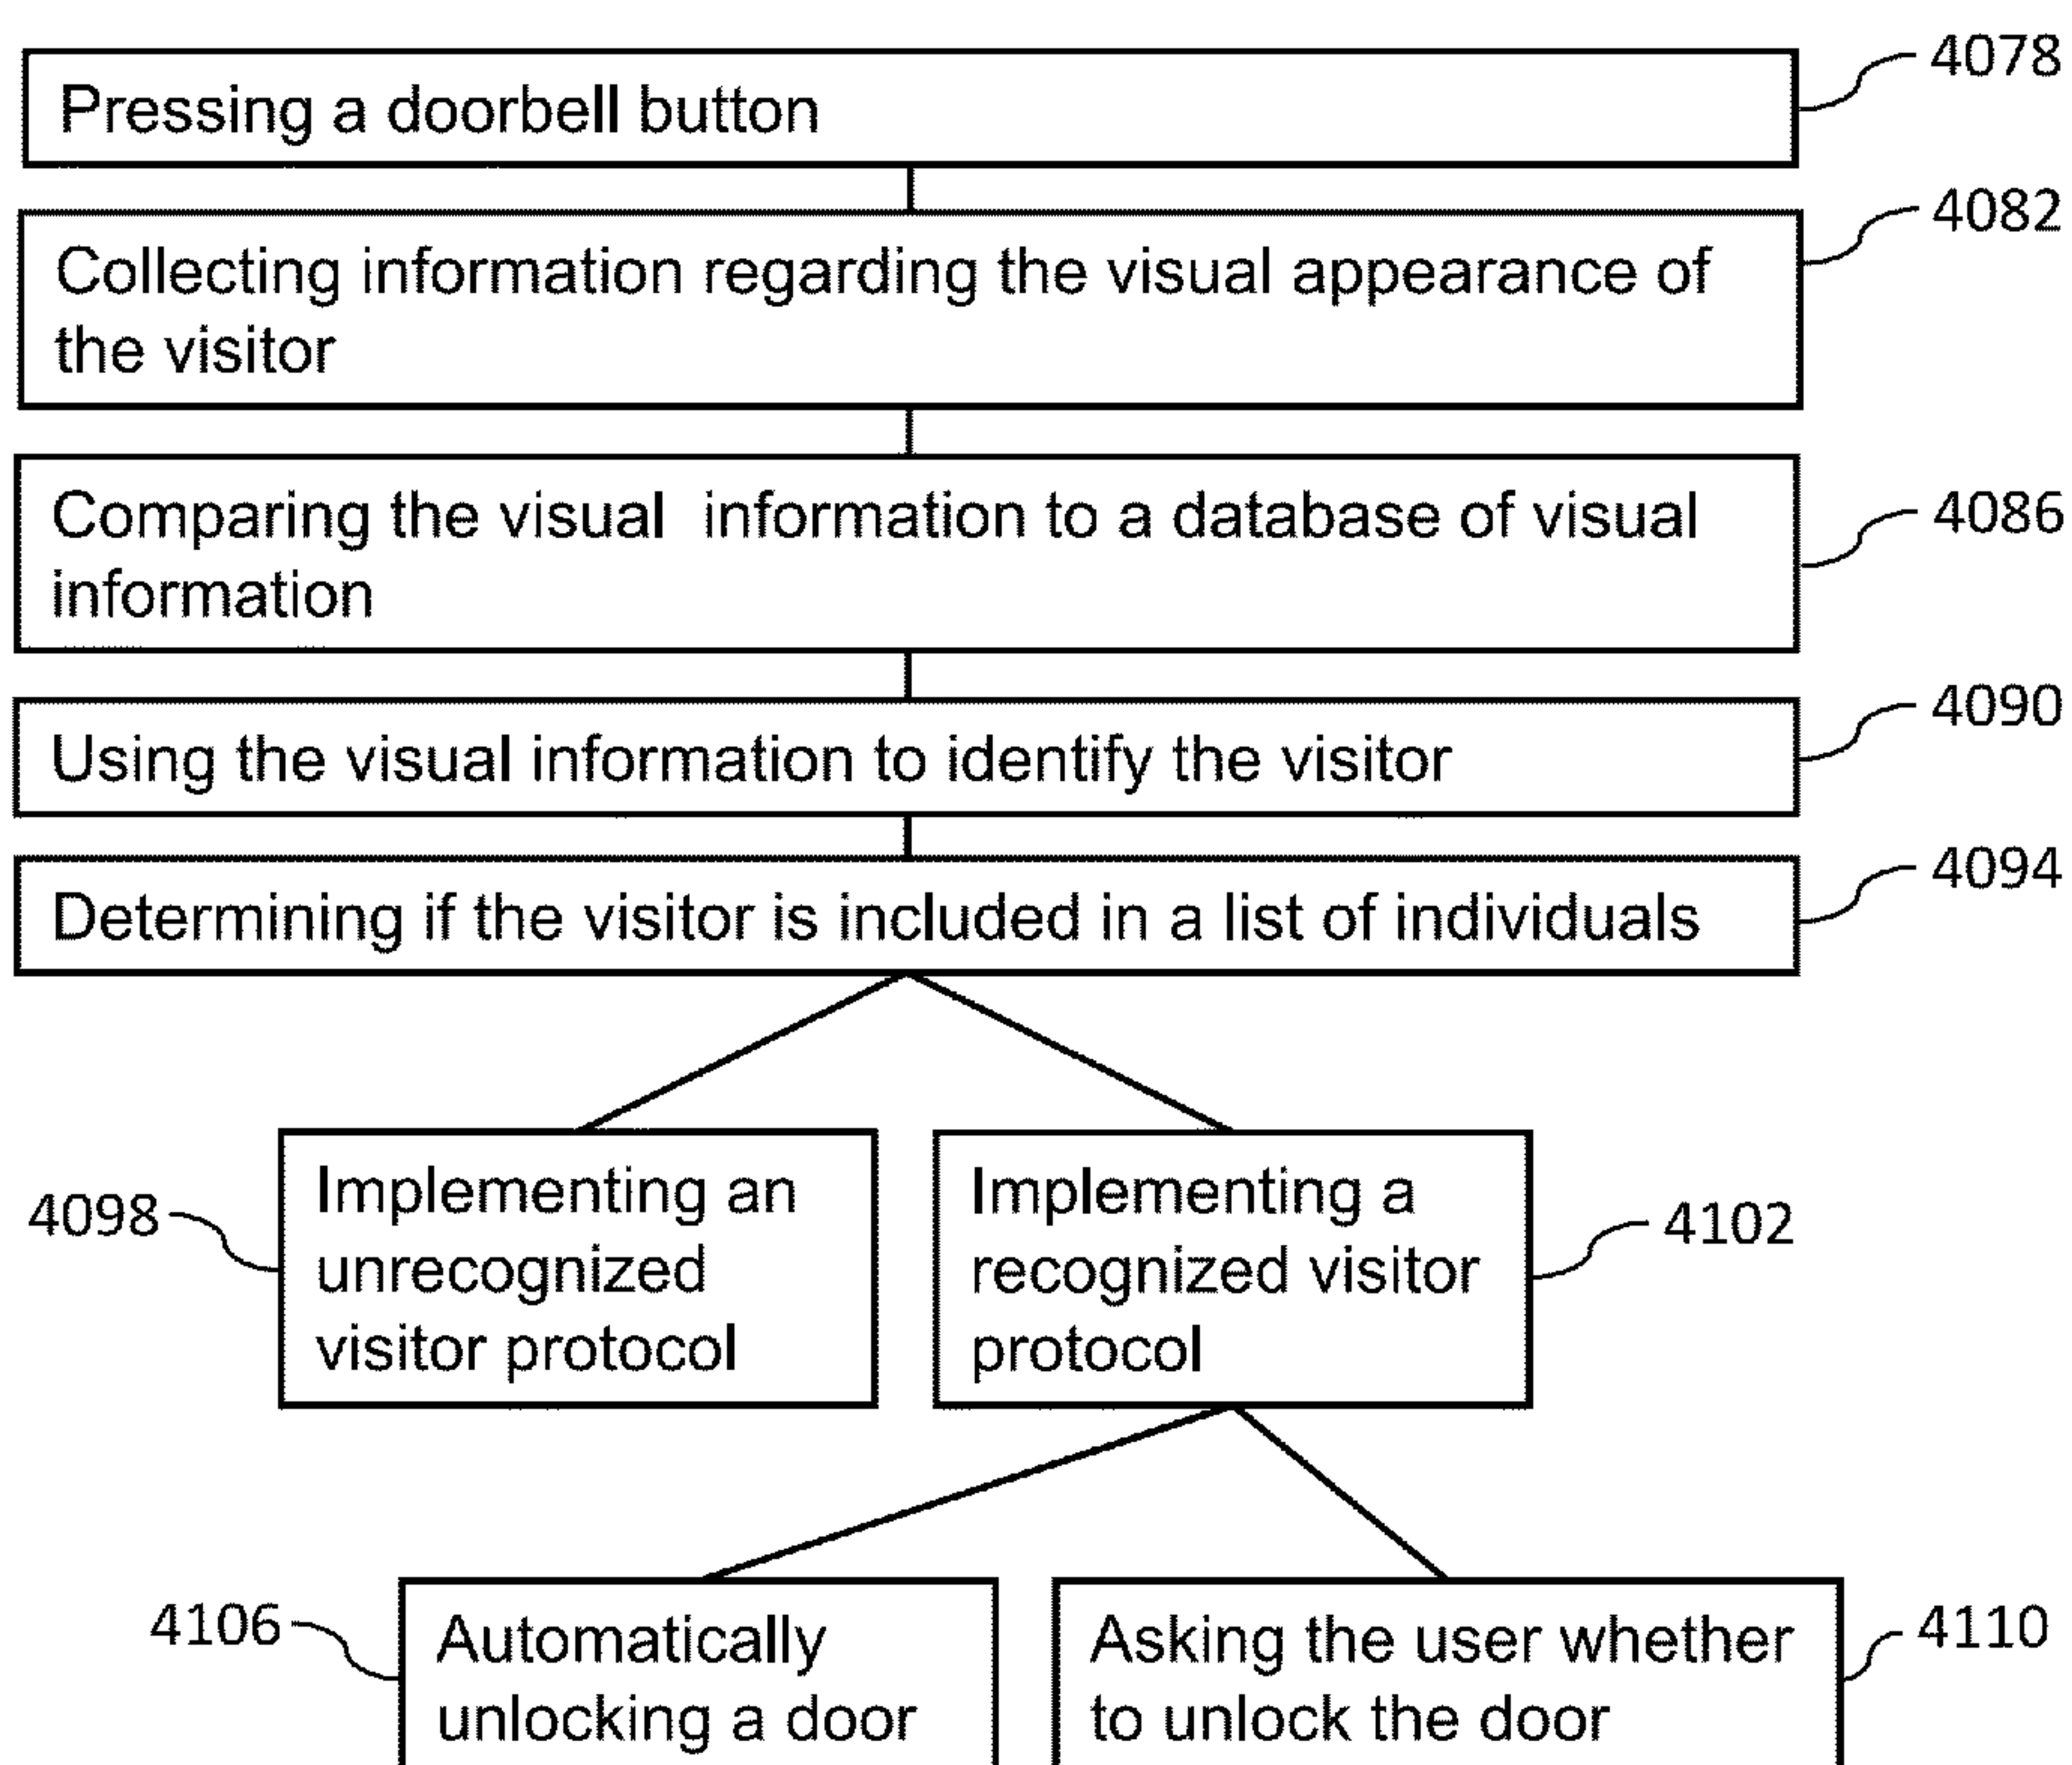 Pressing a doorbell button
4078
Collecting information regarding the visual appearance of
the visitor
4082
Comparing the visual information to a database of visual
information
4086
Using the visual information to identify the visitor
4090
Determining if the visitor is included in a list of individuals
4094
4098
Implementing an
unrecognized
visitor protocol
Implementing a
recognized visitor
protocol
4102
4106
Automatically
unlocking a door
Asking the user whether
to unlock the door
4110